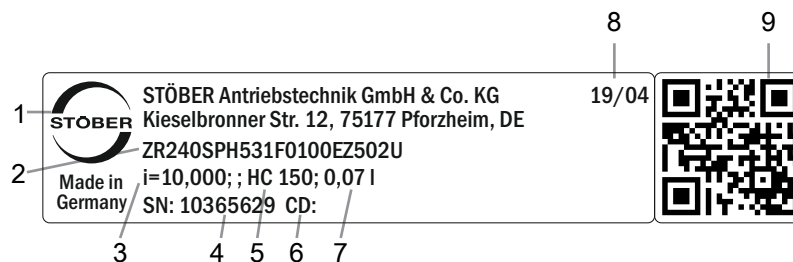 8
9
STÖBER Antriebstechnik GmbH & Co. KG 19/04
1
STÖBER
Kieselbronner Str. 12, 75177 Pforzheim, DE
2
ZR240SPH531F0100EZ502U
Made in
Germany
i=10,000; ; HC 150; 0,07 l
SN: 10365629 CD:
3 4 5 6 7